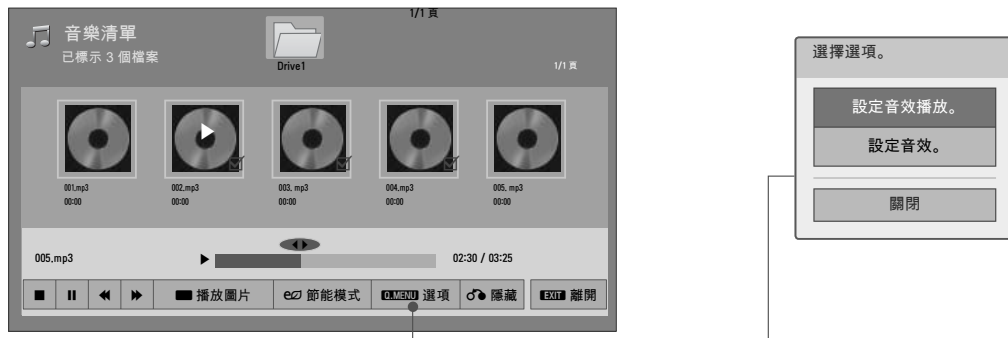 1/1 頁
音樂清單
已標示 3 個檔案
Drive1
1/1 頁
001.mp3
002.mp3
003. mp3
004.mp3
005. mp3
00:00
00:00
00:00
00:00
00:00
005.mp3
02:30 / 03:25
播放圖片
節能模式
Q.MENU 選項
隱藏
EXIT 離開
選擇選項。
設定音效播放。
設定音效。
關閉